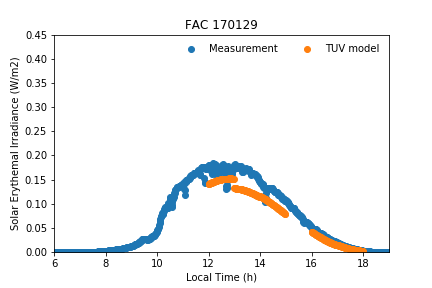 FAC 170129
Measurement TUV model
Solar Erythemal Irradiance (W/m2)
0.45
0.40
0.35
0.30
0.25
0.20
0.15
0.10
0.05
0.00
6 8 10 12 14 16 18
Local Time (h)